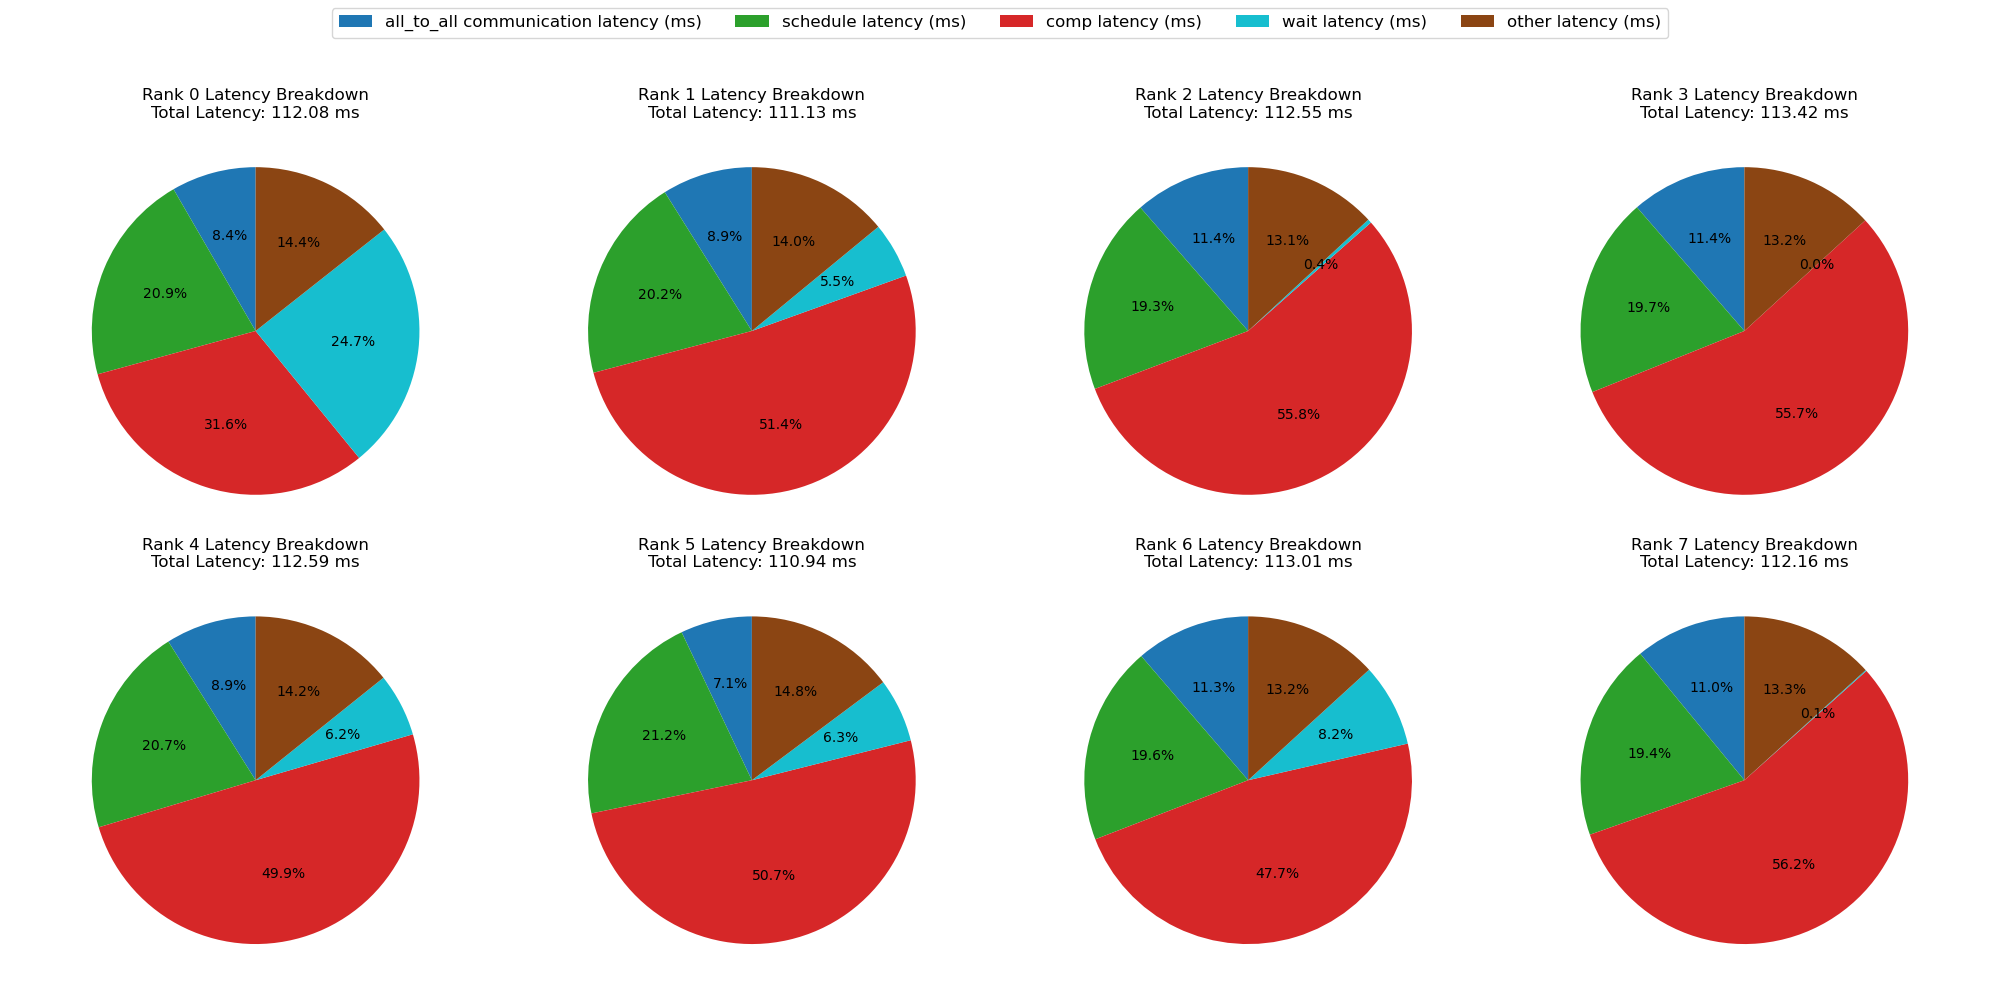 all_to_all communication latency (ms) schedule latency (ms) comp latency (ms) wait latency (ms) other latency (ms)
Rank 0 Latency Breakdown
Total Latency: 112.08 ms
8.4%
20.9%
31.6%
24.7%
14.4%
Rank 1 Latency Breakdown
Total Latency: 111.13 ms
8.9%
20.2%
51.4%
5.5%
14.0%
Rank 2 Latency Breakdown
Total Latency: 112.55 ms
11.4%
19.3%
55.8%
0.4%
13.1%
Rank 3 Latency Breakdown
Total Latency: 113.42 ms
11.4%
19.7%
55.7%
0.0%
13.2%
Rank 4 Latency Breakdown
Total Latency: 112.59 ms
8.9%
20.7%
49.9%
6.2%
14.2%
Rank 5 Latency Breakdown
Total Latency: 110.94 ms
7.1%
21.2%
50.7%
6.3%
14.8%
Rank 6 Latency Breakdown
Total Latency: 113.01 ms
11.3%
19.6%
47.7%
8.2%
13.2%
Rank 7 Latency Breakdown
Total Latency: 112.16 ms
11.0%
19.4%
56.2%
0.1%
13.3%